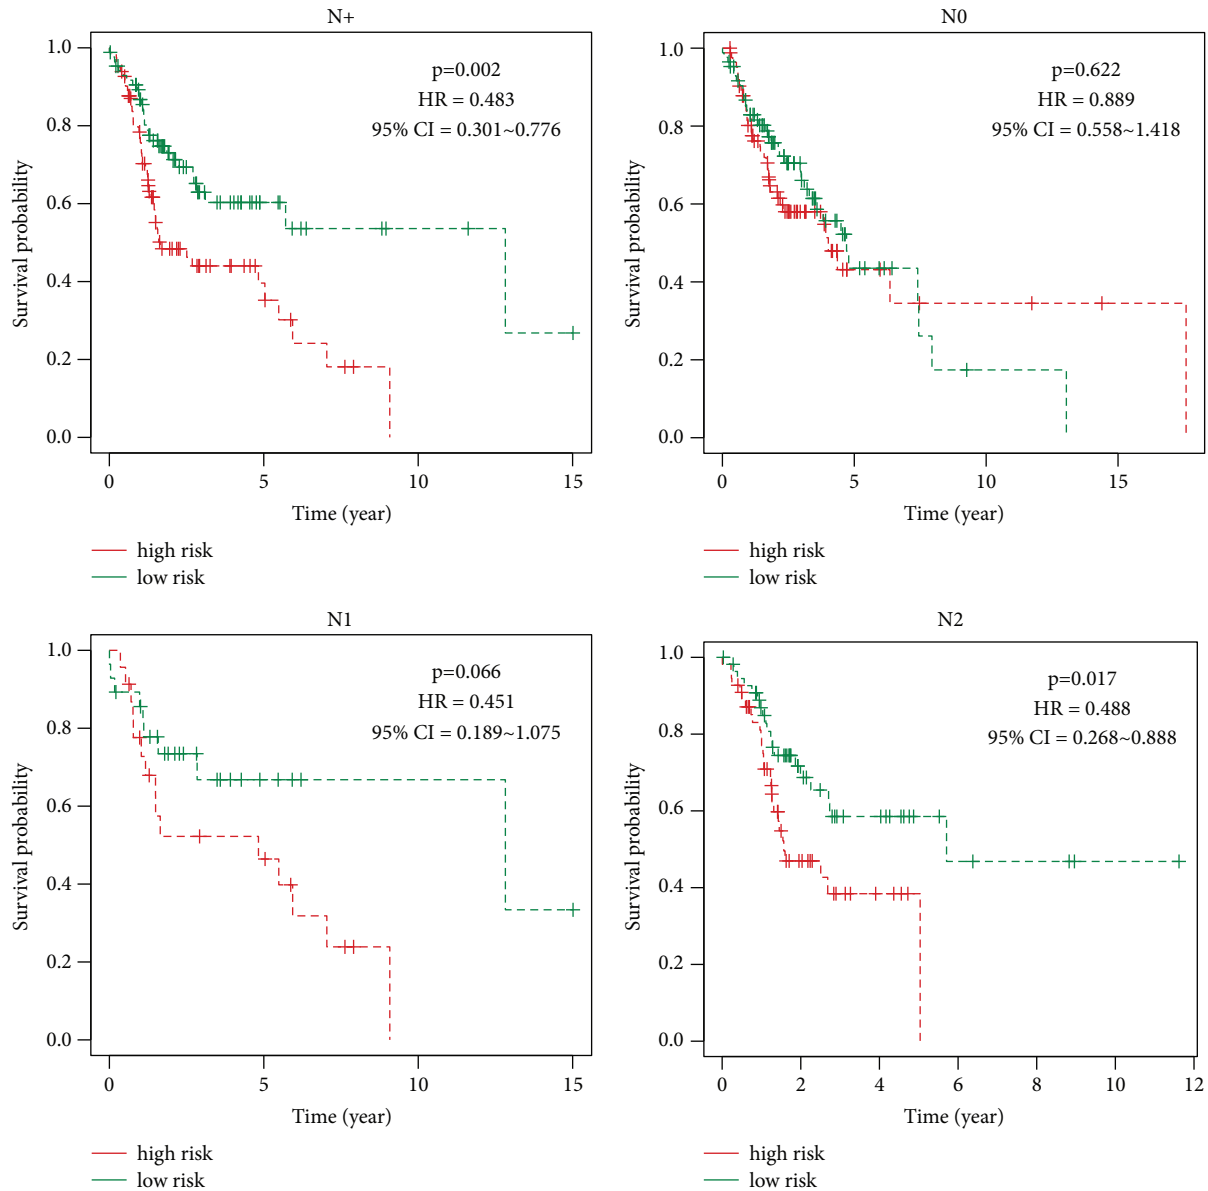 N+
p=0.002
HR = 0.483
95% CI = 0.301~0.776
Survival probability
1.0
0.8
0.6
0.4
0.2
0.0
0 5 10 15
Time (year)
high risk
low risk
N0
p=0.622
HR = 0.889
95% CI = 0.558~1.418
Survival probability
1.0
0.8
0.6
0.4
0.2
0.0
0 5 10 15
Time (year)
high risk
low risk
N1
p=0.066
HR = 0.451
95% CI = 0.189~1.075
Survival probability
1.0
0.8
0.6
0.4
0.2
0.0
0 5 10 15
Time (year)
high risk
low risk
N2
p=0.017
HR = 0.488
95% CI = 0.268~0.888
Survival probability
1.0
0.8
0.6
0.4
0.2
0.0
0 2 4 6 8 10 12
Time (year)
high risk
low risk